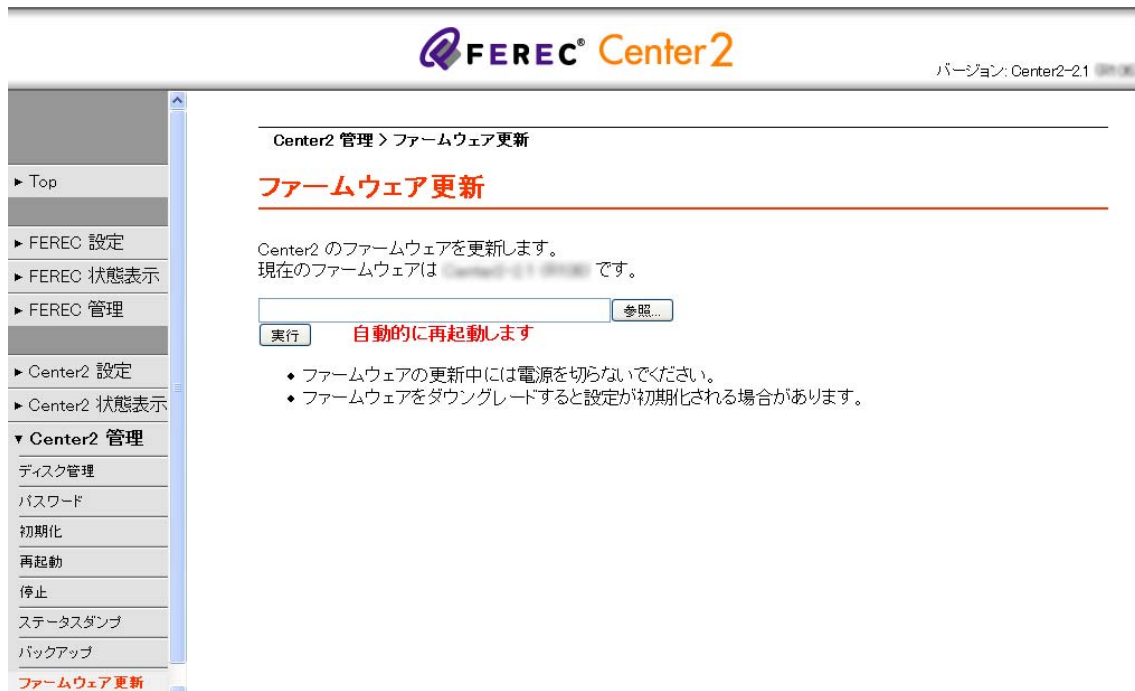 FEREC® Center2
バージョン: Center2-2.1
Center2 管理 > ファームウェア更新
ファームウェア更新
Center2 のファームウェアを更新します。
現在のファームウェアは です。
参照...
実行 自動的に再起動します
• ファームウェアの更新中には電源を切らないでください。
• ファームウェアをダウングレードすると設定が初期化される場合があります。
► Top
► FEREC 設定
► FEREC 状態表示
► FEREC 管理
► Center2 設定
► Center2 状態表示
▼ Center2 管理
ディスク管理
パスワード
初期化
再起動
停止
ステータスダンプ
バックアップ
ファームウェア更新